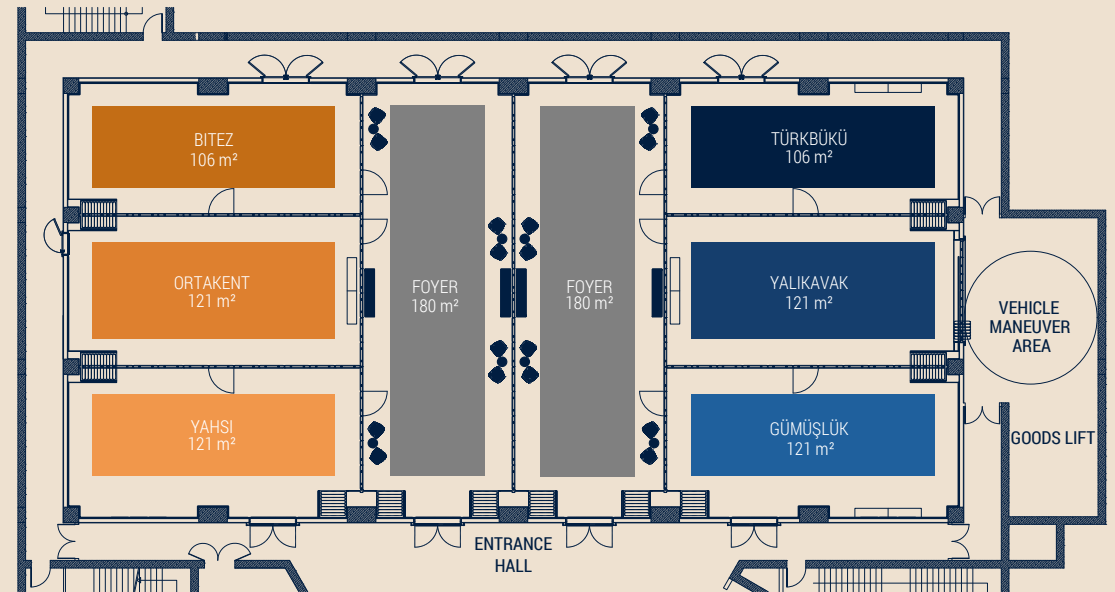 BITEZ
106 m²
TÜRKBÜKÜ
106 m²
ORTAKENT
121 m²
FOYER
180 m²
FOYER
180 m²
YALIKAVAK
121 m²
VEHICLE
MANEUVER
AREA
YAHSI
121 m²
GÜMÜŞLÜK
121 m²
GOODS LIFT
ENTRANCE
HALL